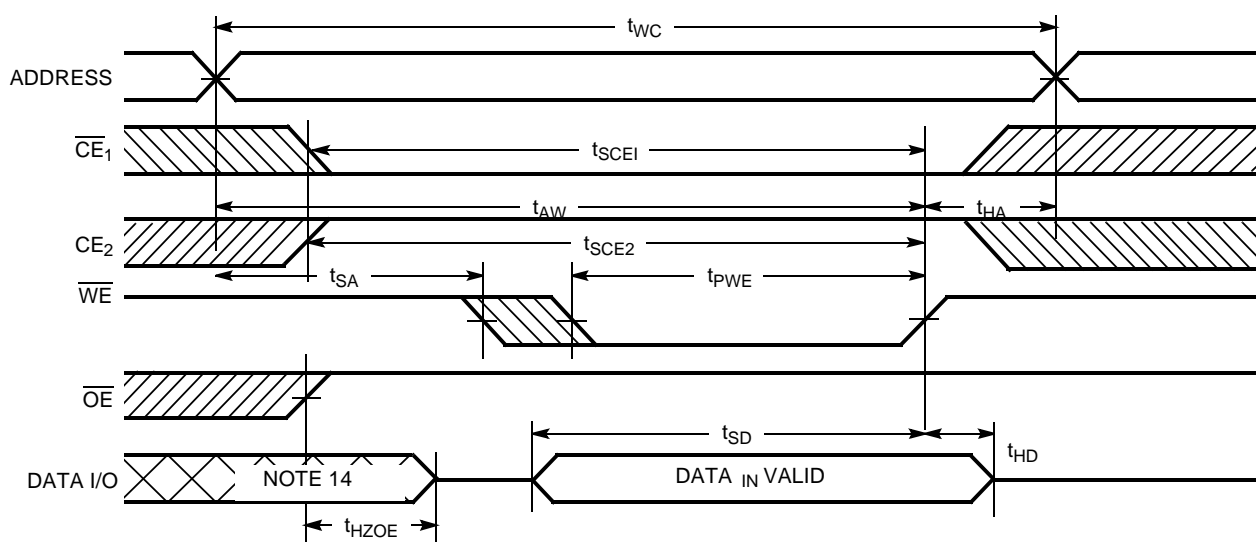 tWC
ADDRESS
CE1
tSCEI
tAW
tHA
CE2
tSCE2
tSA
tPWE
WE
OE
tSD
tHD
DATA I/O
NOTE 14
DATA IN VALID
tHZOE